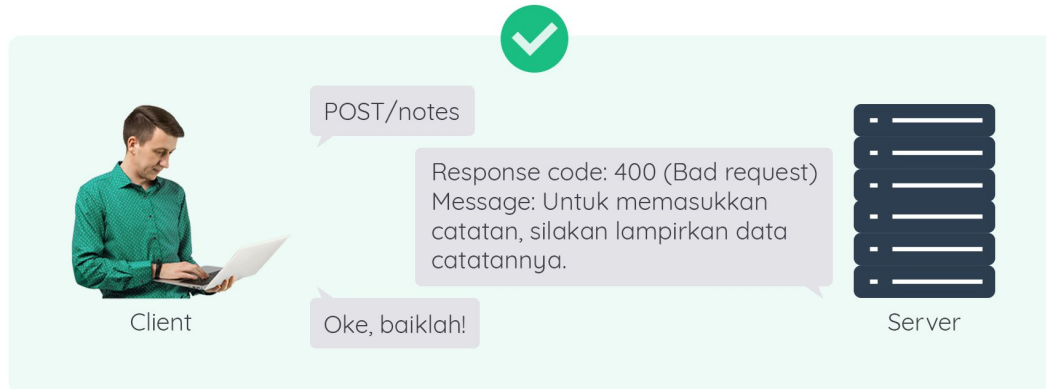 POST/notes
Response code: 400 (Bad request)
Message: Untuk memasukkan
catatan, silakan lampirkan data
catatannya.
Oke, baiklah!
Client
Server